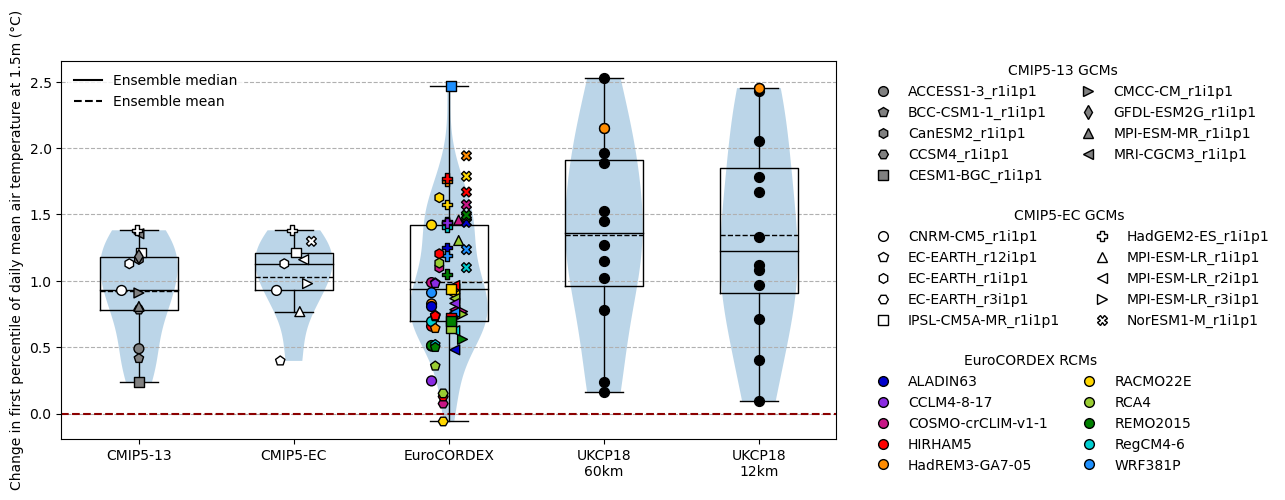 Change in first percentile of daily mean air temperature at 1.5m (°C)
2.5
2.0
1.5
1.0
0.5
0.0
Ensemble median
Ensemble mean
CMIP5-13
CMIP5-EC
EuroCORDEX
UKCP18
60km
UKCP18
12km
CMIP5-13 GCMs
ACCESS1-3_r1i1p1
BCC-CSM1-1_r1i1p1
CanESM2_r1i1p1
CCSM4_r1i1p1
CESM1-BGC_r1i1p1
CMCC-CM_r1i1p1
GFDL-ESM2G_r1i1p1
MPI-ESM-MR_r1i1p1
MRI-CGCM3_r1i1p1
CMIP5-EC GCMs
CNRM-CM5_r1i1p1
EC-EARTH_r12i1p1
EC-EARTH_r1i1p1
EC-EARTH_r3i1p1
IPSL-CM5A-MR_r1i1p1
HadGEM2-ES_r1i1p1
MPI-ESM-LR_r1i1p1
MPI-ESM-LR_r2i1p1
MPI-ESM-LR_r3i1p1
NorESM1-M_r1i1p1
EuroCORDEX RCMs
ALADIN63
CCLM4-8-17
COSMO-crCLIM-v1-1
HIRHAM5
HadREM3-GA7-05
RACMO22E
RCA4
REMO2015
RegCM4-6
WRF381P